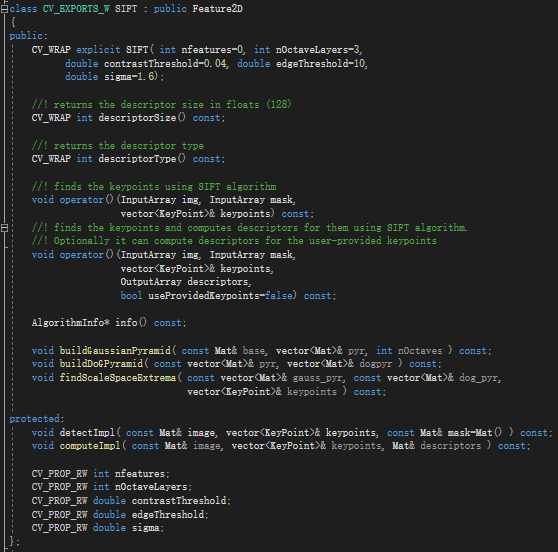 class CV_EXPORTS_W SIFT : public Feature2D
{
public:
    CV_WRAP explicit SIFT( int nfeatures=0, int nOctaveLayers=3,
          double contrastThreshold=0.04, double edgeThreshold=10,
          double sigma=1.6);

    //! returns the descriptor size in floats (128)
    CV_WRAP int descriptorSize() const;

    //! returns the descriptor type
    CV_WRAP int descriptorType() const;

    //! finds the keypoints using SIFT algorithm
    void operator()(InputArray img, InputArray mask,
                    vector<KeyPoint>& keypoints) const;
    //! finds the keypoints and computes descriptors for them using SIFT algorithm.
    //! Optionally it can compute descriptors for the user-provided keypoints
    void operator()(InputArray img, InputArray mask,
                    vector<KeyPoint>& keypoints,
                    OutputArray descriptors,
                    bool useProvidedKeypoints=false) const;

    AlgorithmInfo* info() const;

    void buildGaussianPyramid( const Mat& base, vector<Mat>& pyr, int nOctaves ) const;
    void buildDoGPyramid( const vector<Mat>& pyr, vector<Mat>& dogpyr ) const;
    void findScaleSpaceExtrema( const vector<Mat>& gauss_pyr, const vector<Mat>& dog_pyr,
                                vector<KeyPoint>& keypoints ) const;

protected:
    void detectImpl( const Mat& image, vector<KeyPoint>& keypoints, const Mat& mask=Mat() ) const;
    void computeImpl( const Mat& image, vector<KeyPoint>& keypoints, Mat& descriptors ) const;

    CV_PROP_RW int nfeatures;
    CV_PROP_RW int nOctaveLayers;
    CV_PROP_RW double contrastThreshold;
    CV_PROP_RW double edgeThreshold;
    CV_PROP_RW double sigma;
};